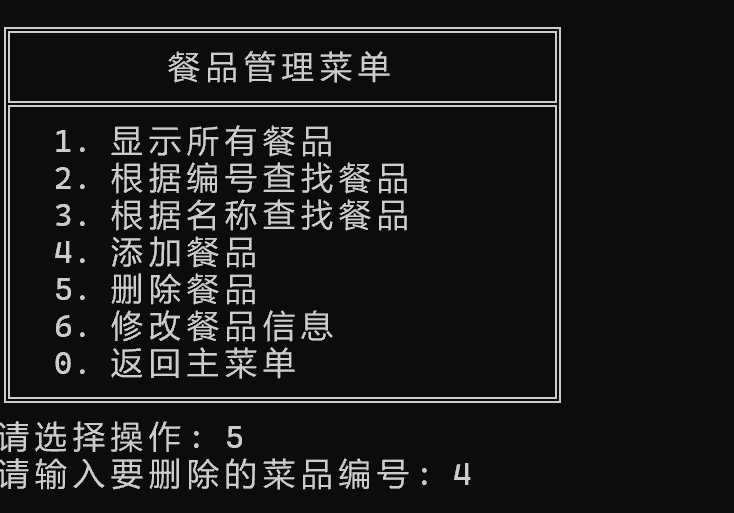 餐品管理菜单
1. 显示所有餐品
2. 根据编号查找餐品
3. 根据名称查找餐品
4. 添加餐品
5. 删除餐品
6. 修改餐品信息
0. 返回主菜单
请选择操作: 5
请输入要删除的菜品编号: 4